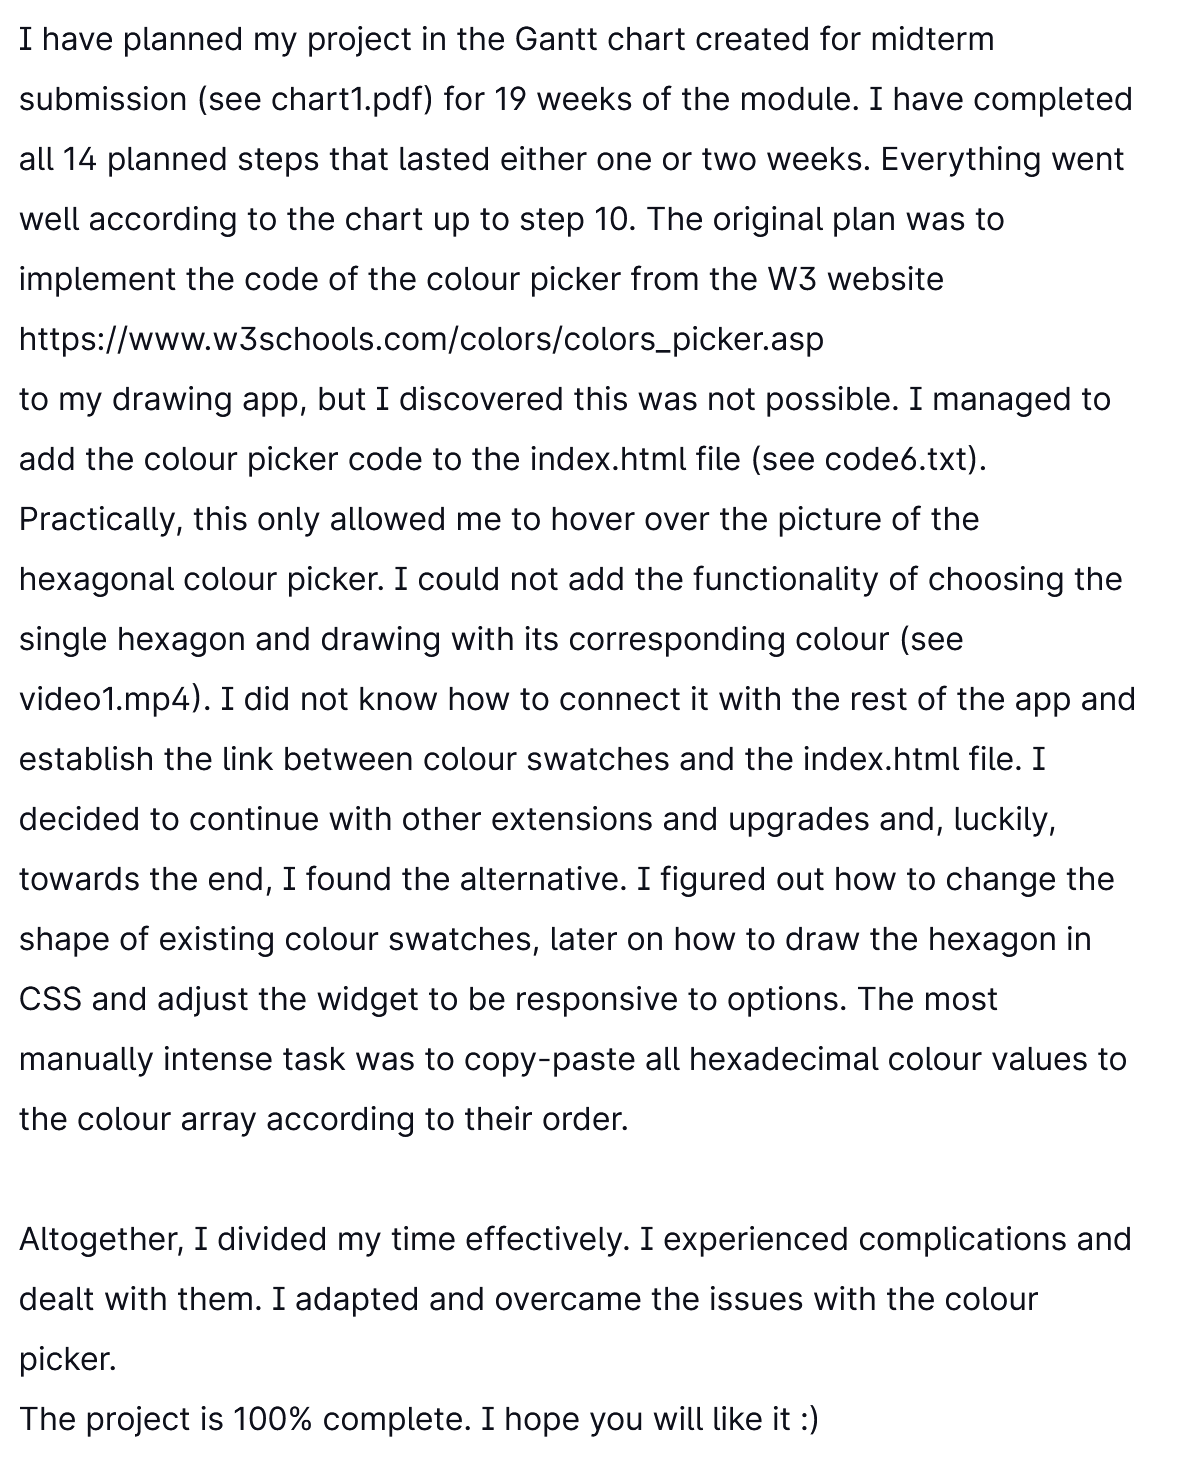 I have planned my project in the Gantt chart created for midterm
submission (see chart1.pdf) for 19 weeks of the module. I have completed
all 14 planned steps that lasted either one or two weeks. Everything went
well according to the chart up to step 10. The original plan was to
implement the code of the colour picker from the W3 website
https://www.w3schools.com/colors/colors_picker.asp
to my drawing app, but I discovered this was not possible. I managed to
add the colour picker code to the index.html file (see code6.txt).
Practically, this only allowed me to hover over the picture of the
hexagonal colour picker. I could not add the functionality of choosing the
single hexagon and drawing with its corresponding colour (see
video1.mp4). I did not know how to connect it with the rest of the app and
establish the link between colour swatches and the index.html file. I
decided to continue with other extensions and upgrades and, luckily,
towards the end, I found the alternative. I figured out how to change the
shape of existing colour swatches, later on how to draw the hexagon in
CSS and adjust the widget to be responsive to options. The most
manually intense task was to copy-paste all hexadecimal colour values to
the colour array according to their order.

Altogether, I divided my time effectively. I experienced complications and
dealt with them. I adapted and overcame the issues with the colour
picker.
The project is 100% complete. I hope you will like it :)